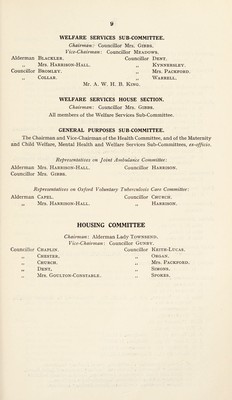 9
WELFARE SERVICES SUB-COMMITTEE.
Chairman: Councillor Mrs. Gibbs.
Vice-Chairman: Councillor Meadows.
Alderman Blackler. Councillor Dent.
,, Mrs. Harrison-Hall. ,, Kynnersley.
Councillor Bromley. ,, Mrs. Packford.
,, Collar. ,, Warrell.
Mr. A. W. H. B. King.
WELFARE SERVICES HOUSE SECTION.
Chairman: Councillor Mrs. Gibbs.
All members of the Welfare Services Sub-Committee.
GENERAL PURPOSES SUB-COMMITTEE.
The Chairman and Vice-Chairman of the Health Committee, and of the Maternity
and Child Welfare, Mental Health and Welfare Services Sub-Committees, ex-officio.
Representatives on Joint Ambulance Committee:
Alderman Mrs. Harrison-Hall. Councillor Harrison.
Councillor Mrs. Gibbs.
Representatives on Oxford Voluntary Tuberculosis Care Committee:
Alderman Capel. Councillor Church.
,, Mrs. Harrison-Hall. ,, Harrison.
HOUSING COMMITTEE
Chairman: Alderman Lady Townsend.
Vice-Chairman: Councillor Gundry.
Councillor Chaplin. Councillor Keith-Lucas.
,, Chester. ,, Organ.
,, Church. ,, Mrs. Packford.
,, Dent. ,, Simons.
,, Mrs. Goulton-Constable. ,, Spokes.